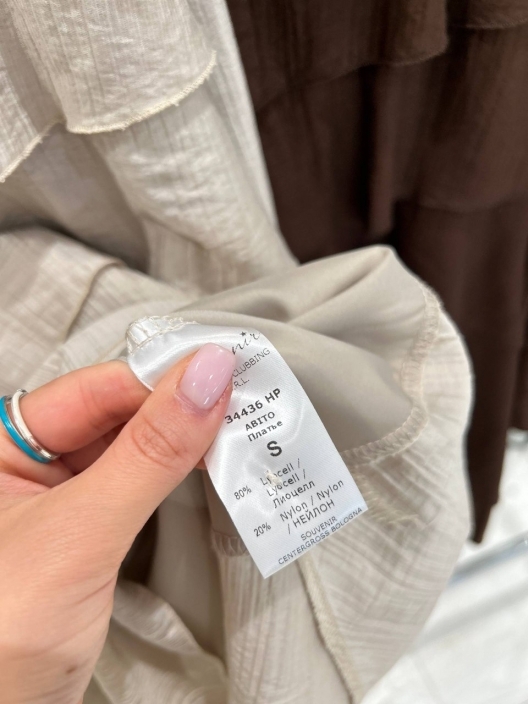 CLUBBING
.R.L.
34436 HP
ABITO
Платье
S
80% Lyocell /
Lyocell /
Лиоцелл
20% Nylon / Nylon
/ НЕЙЛОН
SOUVENIR
CENTERGROSS BOLOGNA